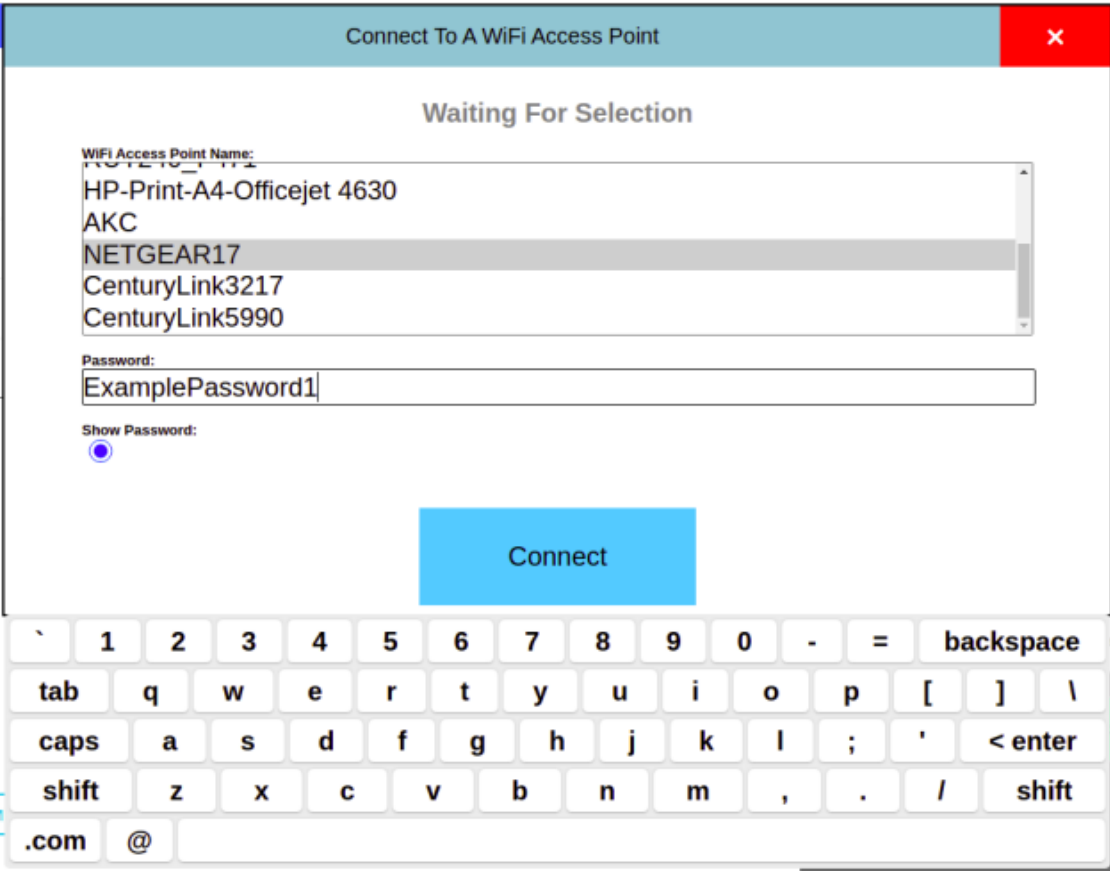 Connect To A WiFi Access Point ×
Waiting For Selection
WiFi Access Point Name:
HP-Print-A4-Officejet 4630
AKC
NETGEAR17
CenturyLink3217
CenturyLink5990
Password:
ExamplePassword1
Show Password:
Connect
` 1 2 3 4 5 6 7 8 9 0 - = backspace
tab q w e r t y u i o p [ ] \
caps a s d f g h j k l ; ' < enter
shift z x c v b n m , . / shift
.com @